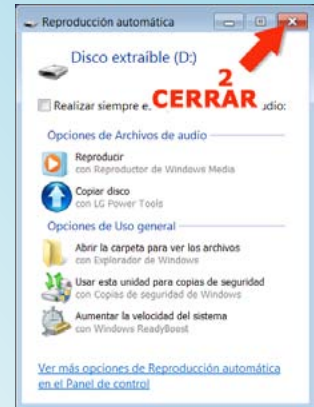 Reproducción automática
Disco extraíble (D:)
2
CERRAR
Realizar siempre e dio:
Opciones de Archivos de audio
Reproducir
con Reproductor de Windows Media
Copiar disco
con LG Power Tools
Opciones de Uso general
Abrir la carpeta para ver los archivos
con Explorador de Windows
Usar esta unidad para copias de seguridad
con Copias de seguridad de Windows
Aumentar la velocidad del sistema
con Windows ReadyBoost
Ver más opciones de Reproducción automática
en el Panel de control